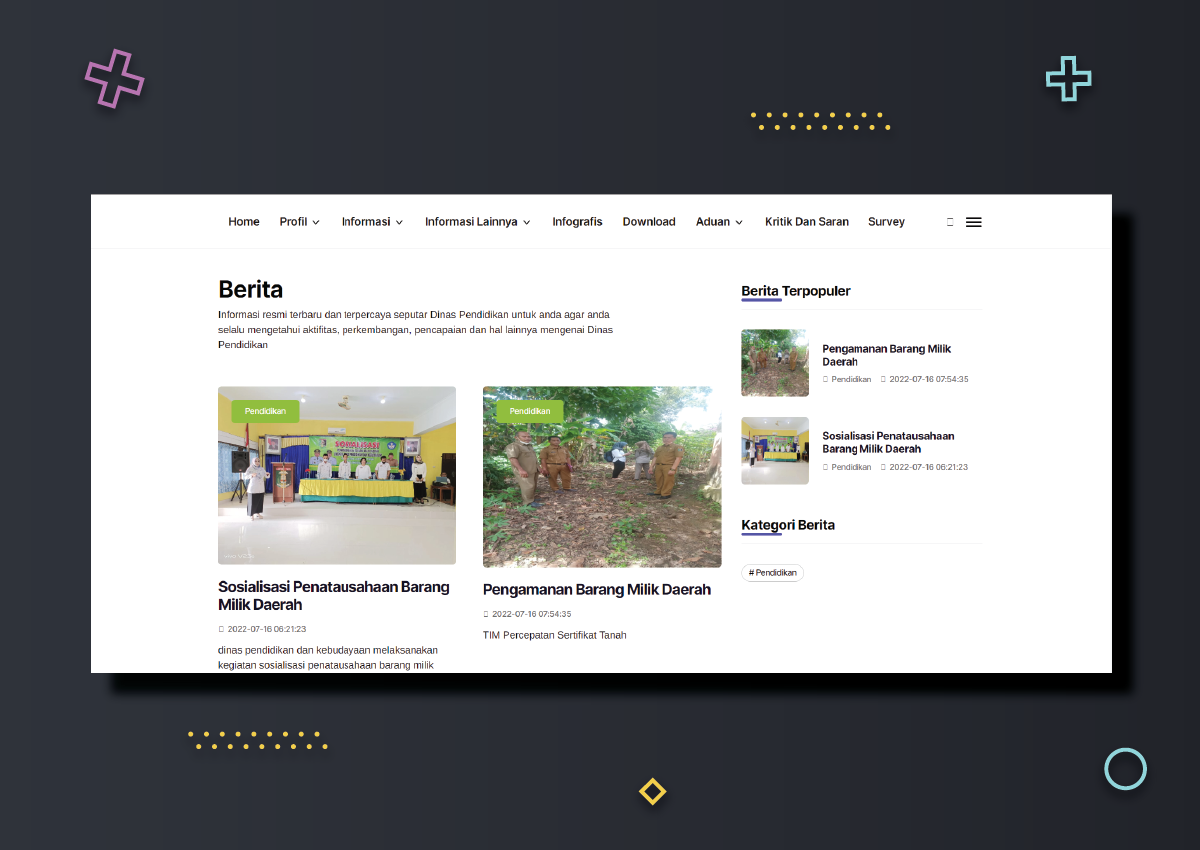 Home Profil Informasi Informasi Lainnya Infografis Download Aduan Kritik Dan Saran Survey
Berita
Informasi resmi terbaru dan terpercaya seputar Dinas Pendidikan untuk anda agar anda
selalu mengetahui aktifitas, perkembangan, pencapaian dan hal lainnya mengenai Dinas
Pendidikan
Pendidikan
SOSIALISASI
Sosialisasi Penatausahaan Barang
Milik Daerah
2022-07-16 06:21:23
dinas pendidikan dan kebudayaan melaksanakan
kegiatan sosialisasi penatausahaan barang milik
Pendidikan
Pengamanan Barang Milik Daerah
2022-07-16 07:54:35
TIM Percepatan Sertifikat Tanah
Berita Terpopuler
Pengamanan Barang Milik
Daerah
Pendidikan 2022-07-16 07:54:35
Sosialisasi Penatausahaan
Barang Milik Daerah
Pendidikan 2022-07-16 06:21:23
Kategori Berita
# Pendidikan